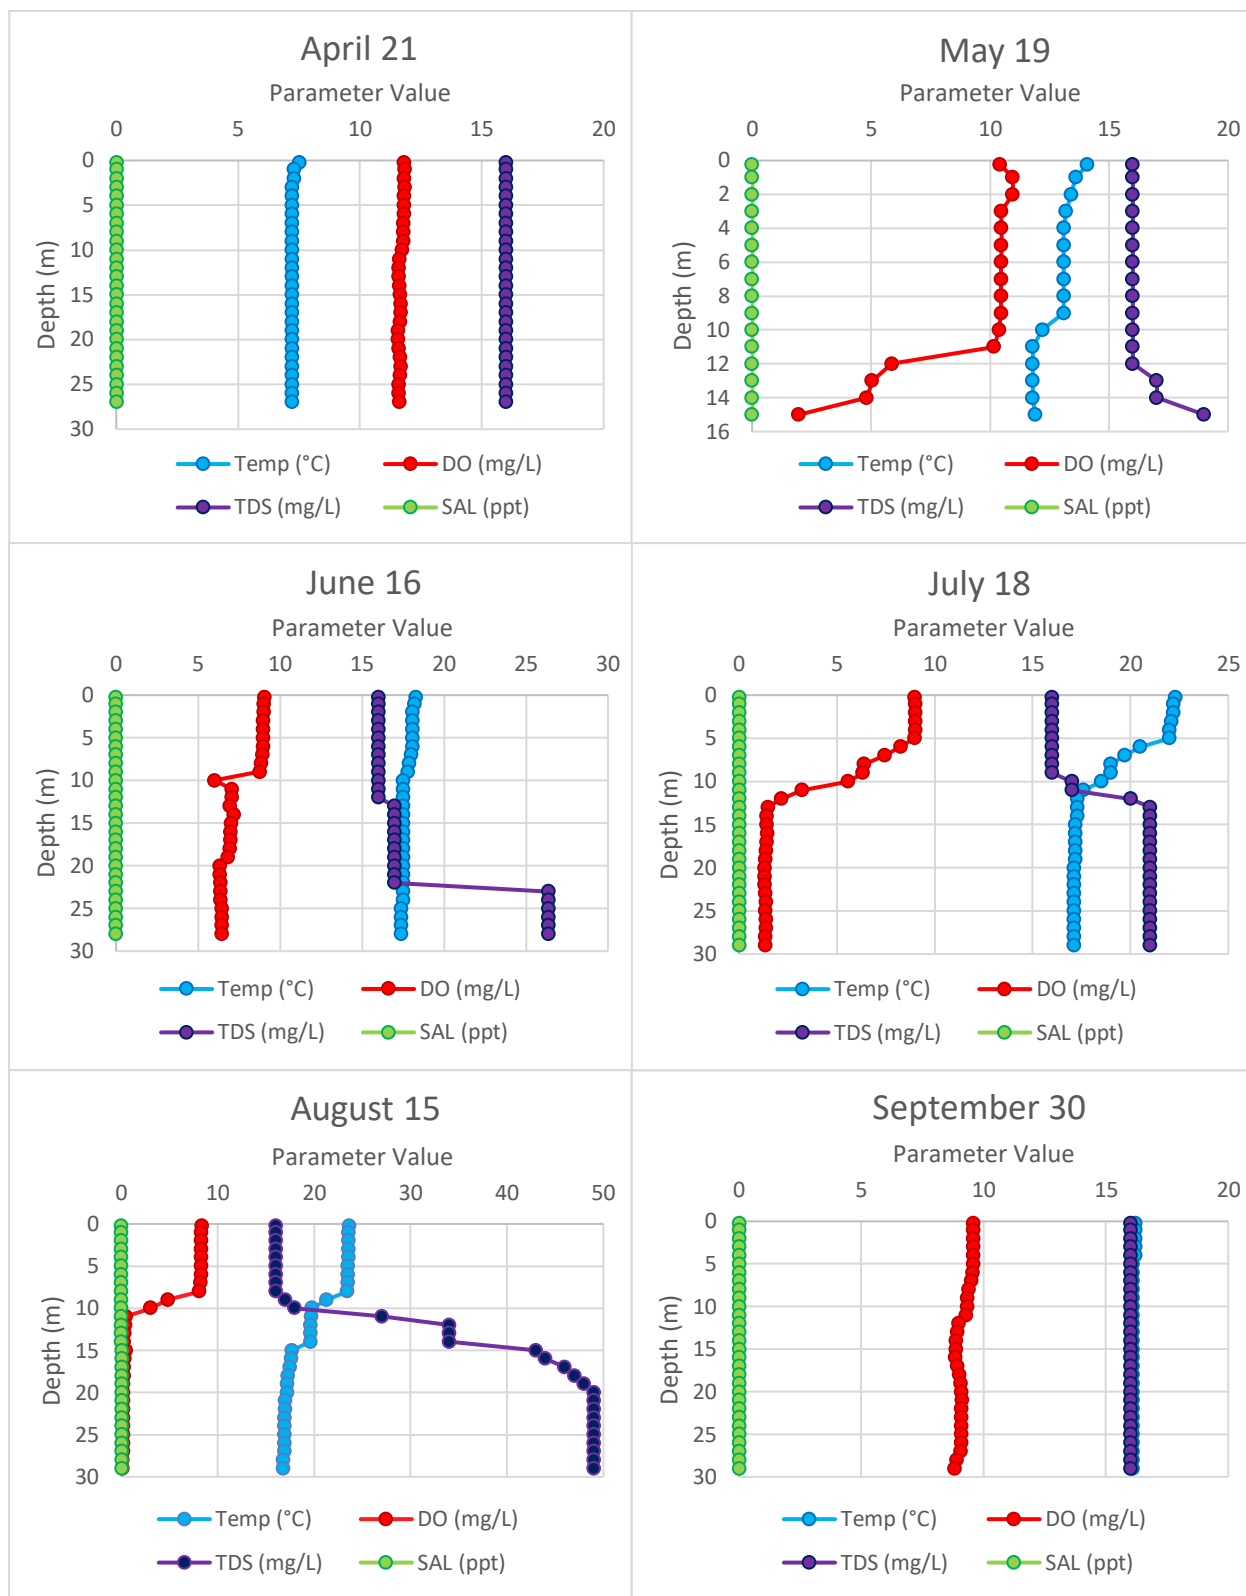 April 21
Parameter Value
0 5 10 15 20
0
5
10
15
20
25
30
Depth (m)
Temp (°C) DO (mg/L)
TDS (mg/L) SAL (ppt)
May 19
Parameter Value
0 5 10 15 20
0
2
4
6
8
10
12
14
16
Depth (m)
Temp (°C) DO (mg/L)
TDS (mg/L) SAL (ppt)
June 16
Parameter Value
0 5 10 15 20 25 30
0
5
10
15
20
25
30
Depth (m)
Temp (°C) DO (mg/L)
TDS (mg/L) SAL (ppt)
July 18
Parameter Value
0 5 10 15 20 25
0
5
10
15
20
25
30
Depth (m)
Temp (°C) DO (mg/L)
TDS (mg/L) SAL (ppt)
August 15
Parameter Value
0 10 20 30 40 50
0
5
10
15
20
25
30
Depth (m)
Temp (°C) DO (mg/L)
TDS (mg/L) SAL (ppt)
September 30
Parameter Value
0 5 10 15 20
0
5
10
15
20
25
30
Depth (m)
Temp (°C) DO (mg/L)
TDS (mg/L) SAL (ppt)